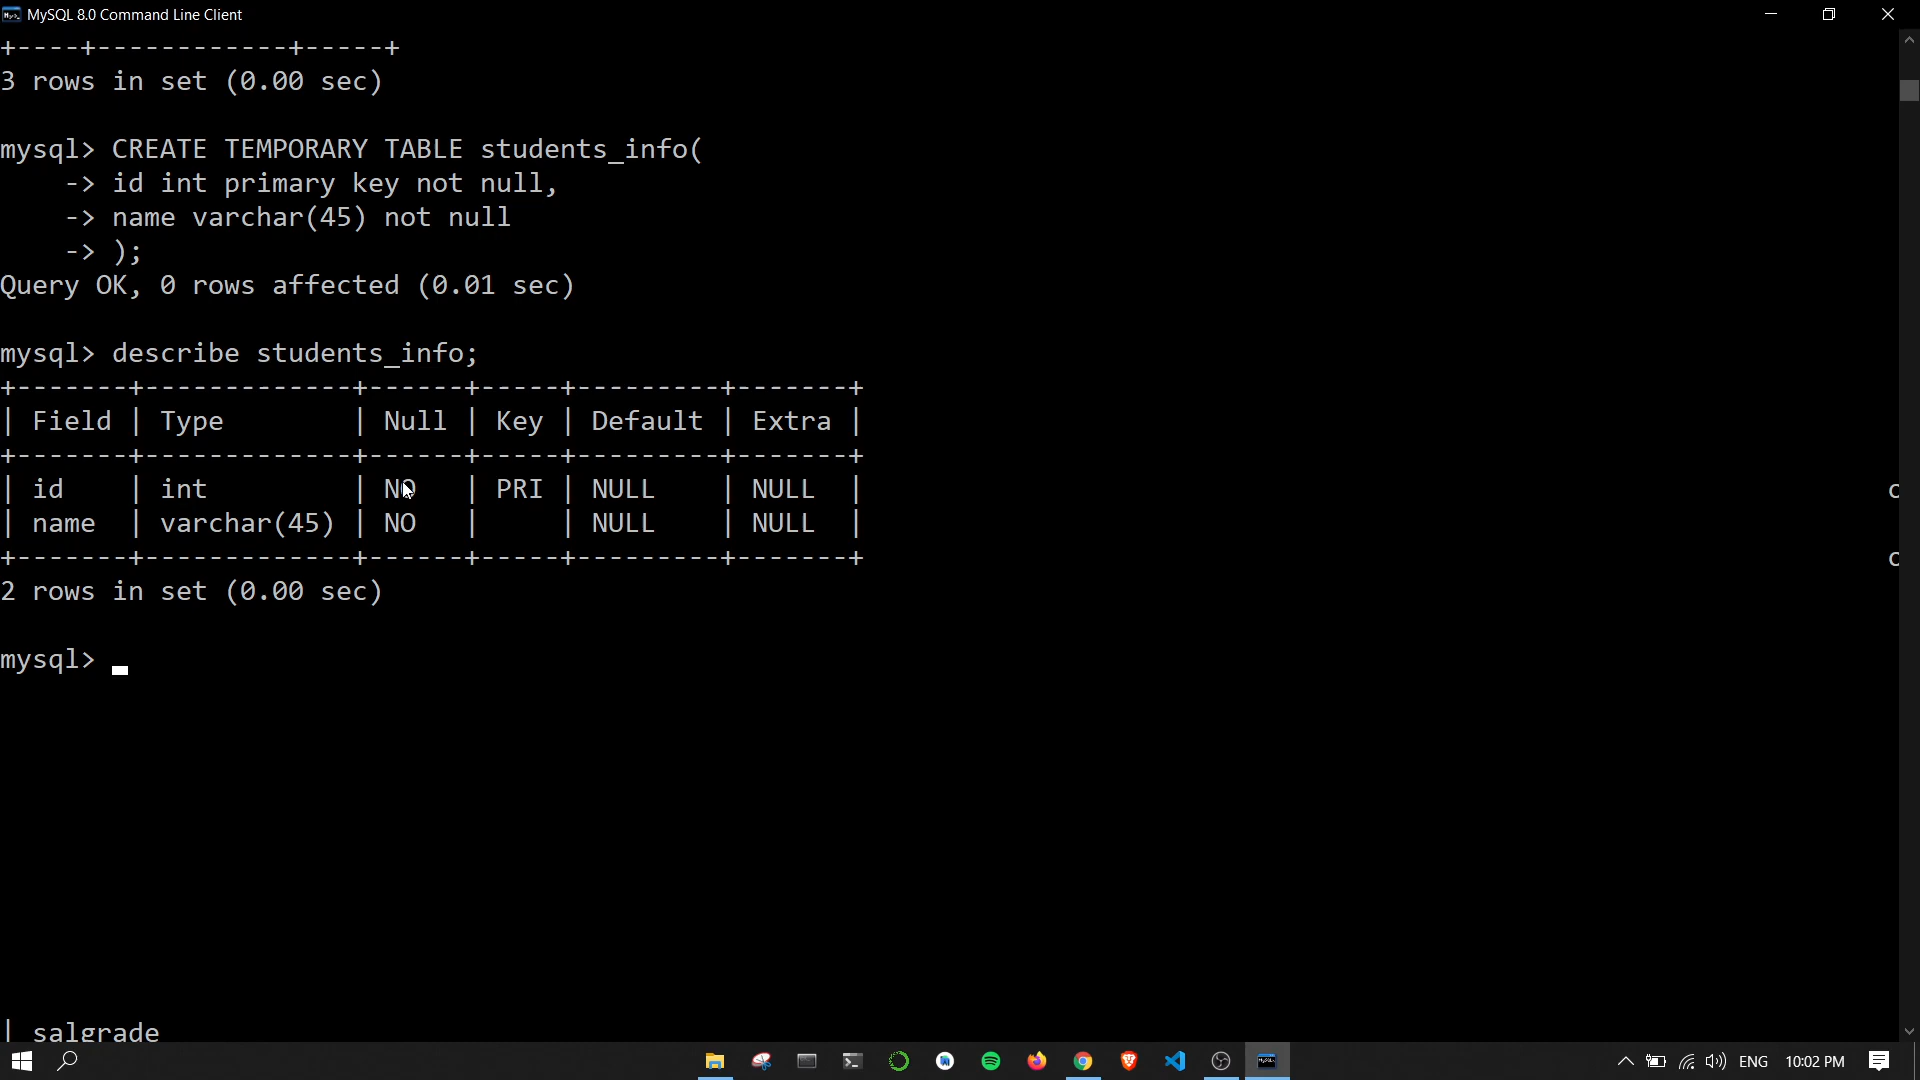 MySQL 8.0 Command Line Client
+----+------------+-----+
3 rows in set (0.00 sec)
mysql> CREATE TEMPORARY TABLE students_info(
    -> id int primary key not null,
    -> name varchar(45) not null
    -> );
Query OK, 0 rows affected (0.01 sec)
mysql> describe students_info;
+-------+-------------+------+-----+---------+-------+
| Field | Type        | Null | Key | Default | Extra |
+-------+-------------+------+-----+---------+-------+
| id    | int         | NO   | PRI | NULL    | NULL  |
c
| name  | varchar(45) | NO   |     | NULL    | NULL  |
+-------+-------------+------+-----+---------+-------+
c
2 rows in set (0.00 sec)
mysql>
| salgrade
ENG 10:02 PM